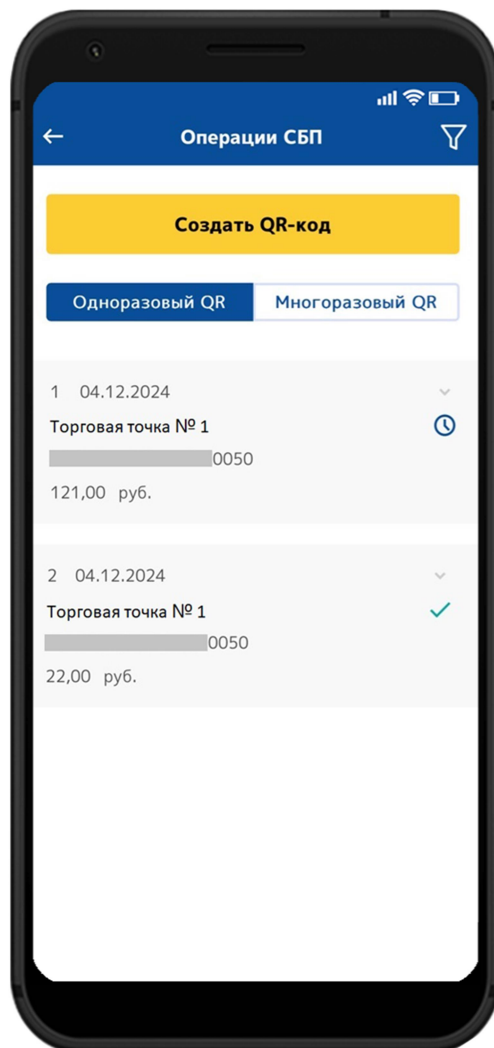 Операции СБП
Создать QR-код
Одноразовый QR Многоразовый QR
1 04.12.2024
Торговая точка № 1
0050
121,00 руб.
2 04.12.2024
Торговая точка № 1
0050
22,00 руб.